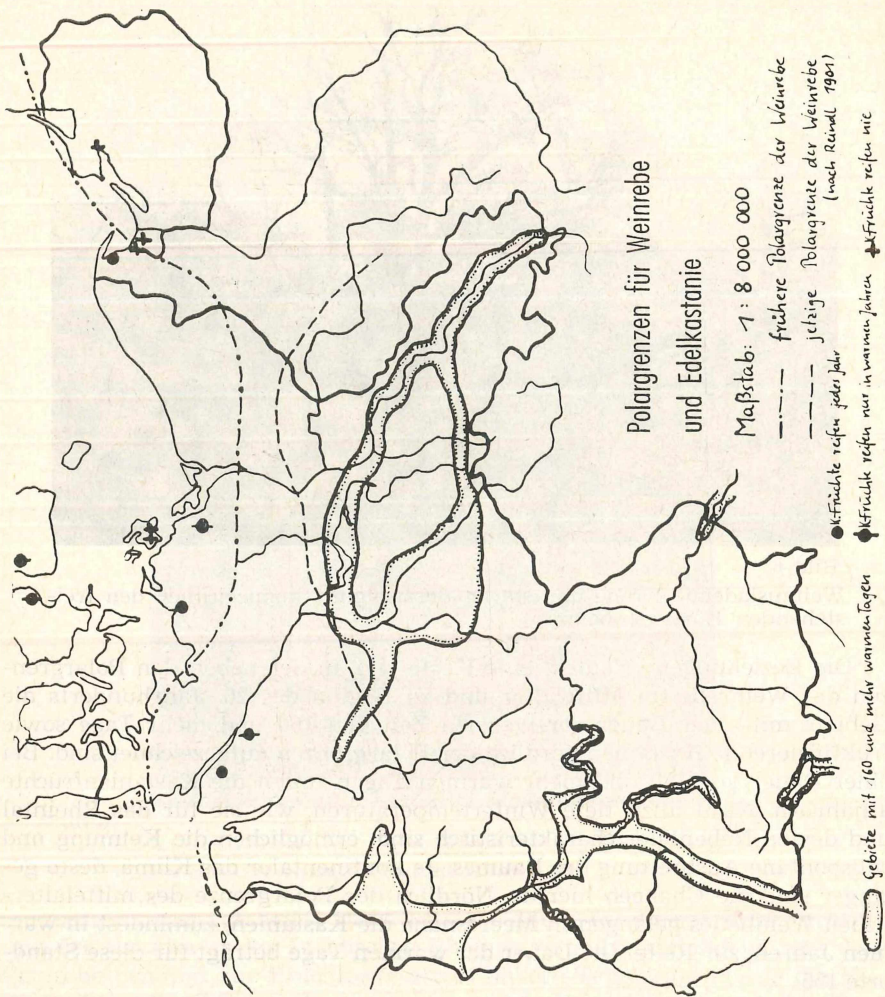 Polargrenzen für Weinrebe
und Edelkastanie
Maßstab: 1 : 8 000 000
frühere Polargrenze der Weinrebe
jetzige Polargrenze der Weinrebe
(nach Reindl 1901)
K.Früchte reifen jedes Jahr
K.Früchte reifen nur in warmen Jahren
K.Früchte reifen nie
Gebiete mit 160 und mehr warmen Tagen